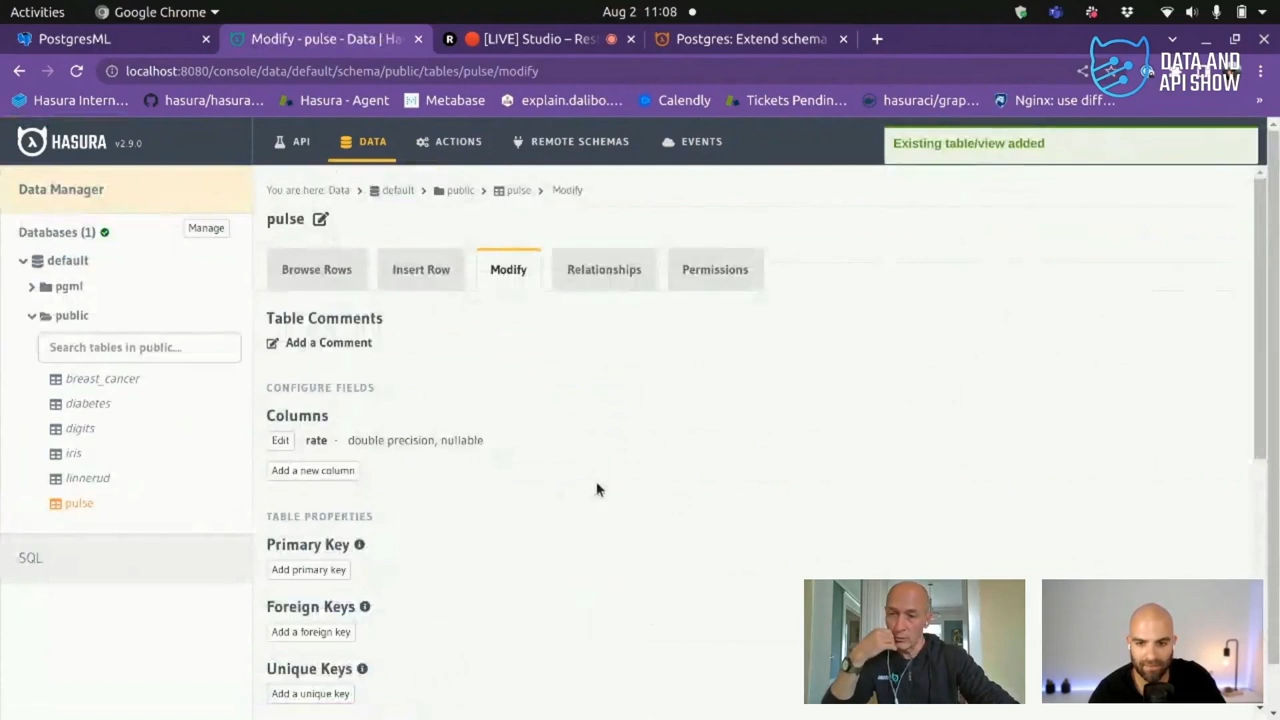 Activities
Google Chrome
Aug 2 11:08
PostgresML
Modify - pulse - Data | Ha
[LIVE] Studio – Res
Postgres: Extend schema
localhost:8080/console/data/default/schema/public/tables/pulse/modify
DATA AND
API SHOW
Hasura Intern...
hasura/hasura...
Hasura - Agent
Metabase
explain.dalibo....
Calendly
Tickets Pendin...
hasuraci/grap...
Nginx: use diff...
HASURA v2.9.0
API
DATA
ACTIONS
REMOTE SCHEMAS
EVENTS
Existing table/view added
Data Manager
You are here: Data > default > public > pulse > Modify
Databases (1)
Manage
pulse
default
pgml
public
Search tables in public...
breast_cancer
diabetes
digits
iris
linnerud
pulse
SQL
Browse Rows
Insert Row
Modify
Relationships
Permissions
Table Comments
Add a Comment
CONFIGURE FIELDS
Columns
Edit rate - double precision, nullable
Add a new column
TABLE PROPERTIES
Primary Key
Add primary key
Foreign Keys
Add a foreign key
Unique Keys
Add a unique key